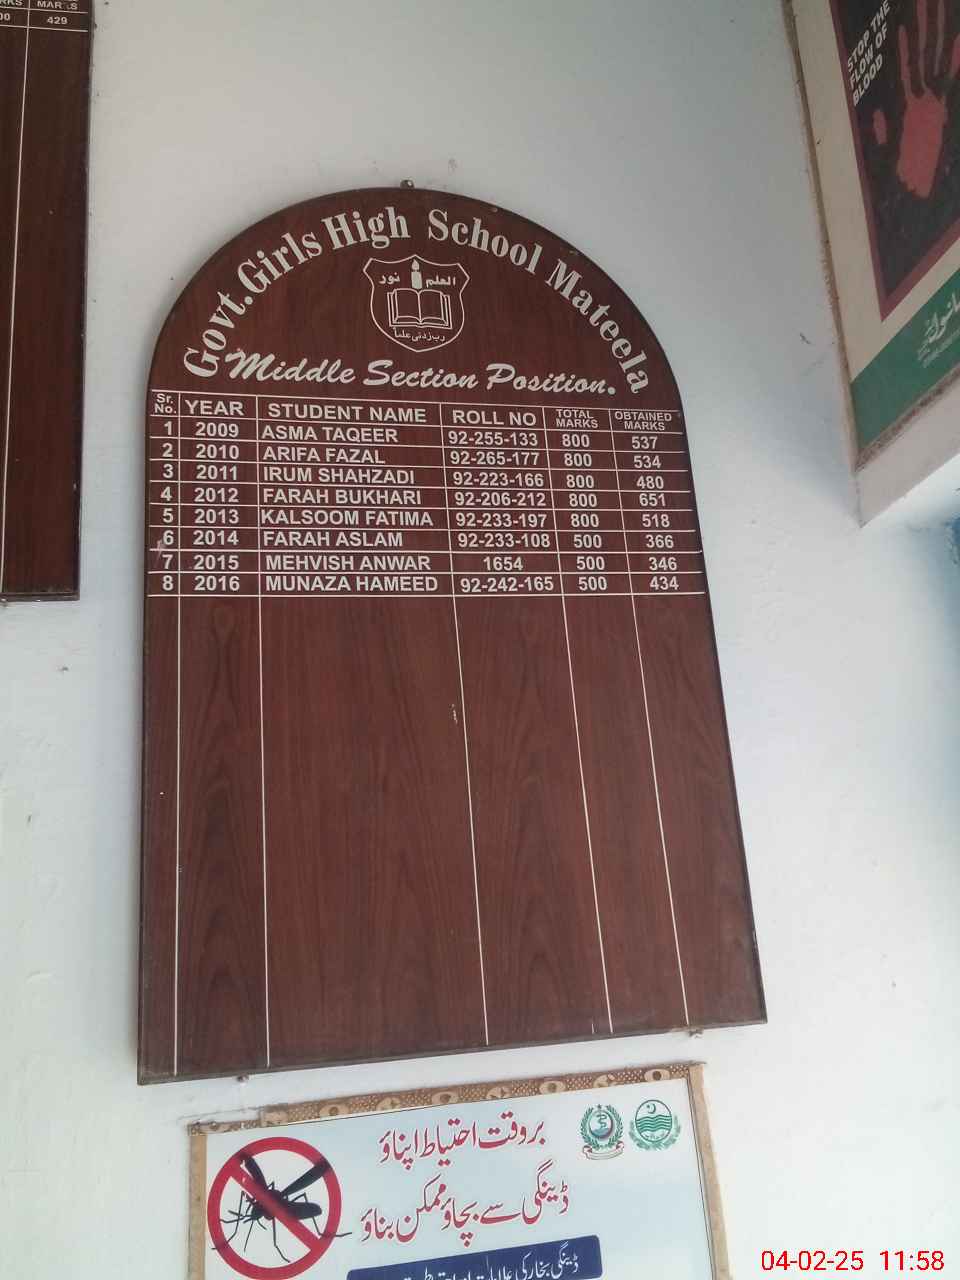 MARKS
429
STOP THE
FLOW OF
BLOOD
Govt. Girls High School Mateela
العلم نور
رب زدنی علماً
Middle Section Position.
Sr. No. YEAR STUDENT NAME ROLL NO TOTAL MARKS OBTAINED MARKS
1 2009 ASMA TAQEER 92-255-133 800 537
2 2010 ARIFA FAZAL 92-265-177 800 534
3 2011 IRUM SHAHZADI 92-223-166 800 480
4 2012 FARAH BUKHARI 92-206-212 800 651
5 2013 KALSOOM FATIMA 92-233-197 800 518
6 2014 FARAH ASLAM 92-233-108 500 366
7 2015 MEHVISH ANWAR 1654 500 346
8 2016 MUNAZA HAMEED 92-242-165 500 434
بروقت احتیاط اپناؤ
ڈینگی سے بچاؤ ممکن بناؤ
ڈینگی بخار کی علامات
04-02-25 11:58